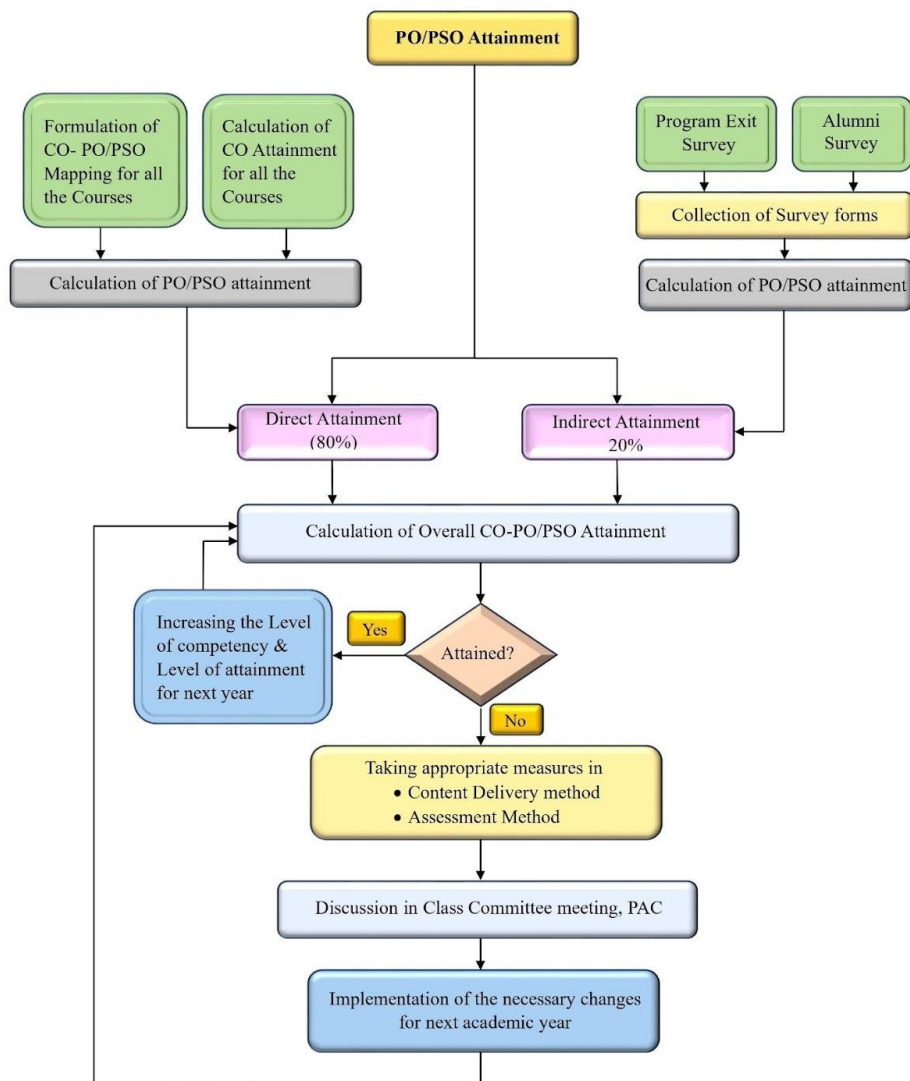 PO/PSO Attainment
Formulation of
CO- PO/PSO
Mapping for all
the Courses
Calculation of
CO Attainment
for all the
Courses
Program Exit
Survey
Alumni
Survey
Collection of Survey forms
Calculation of PO/PSO attainment
Calculation of PO/PSO attainment
Direct Attainment
(80%)
Indirect Attainment
20%
Calculation of Overall CO-PO/PSO Attainment
Increasing the Level
of competency &
Level of attainment
for next year
Yes
Attained?
No
Taking appropriate measures in
• Content Delivery method
• Assessment Method
Discussion in Class Committee meeting, PAC
Implementation of the necessary changes
for next academic year